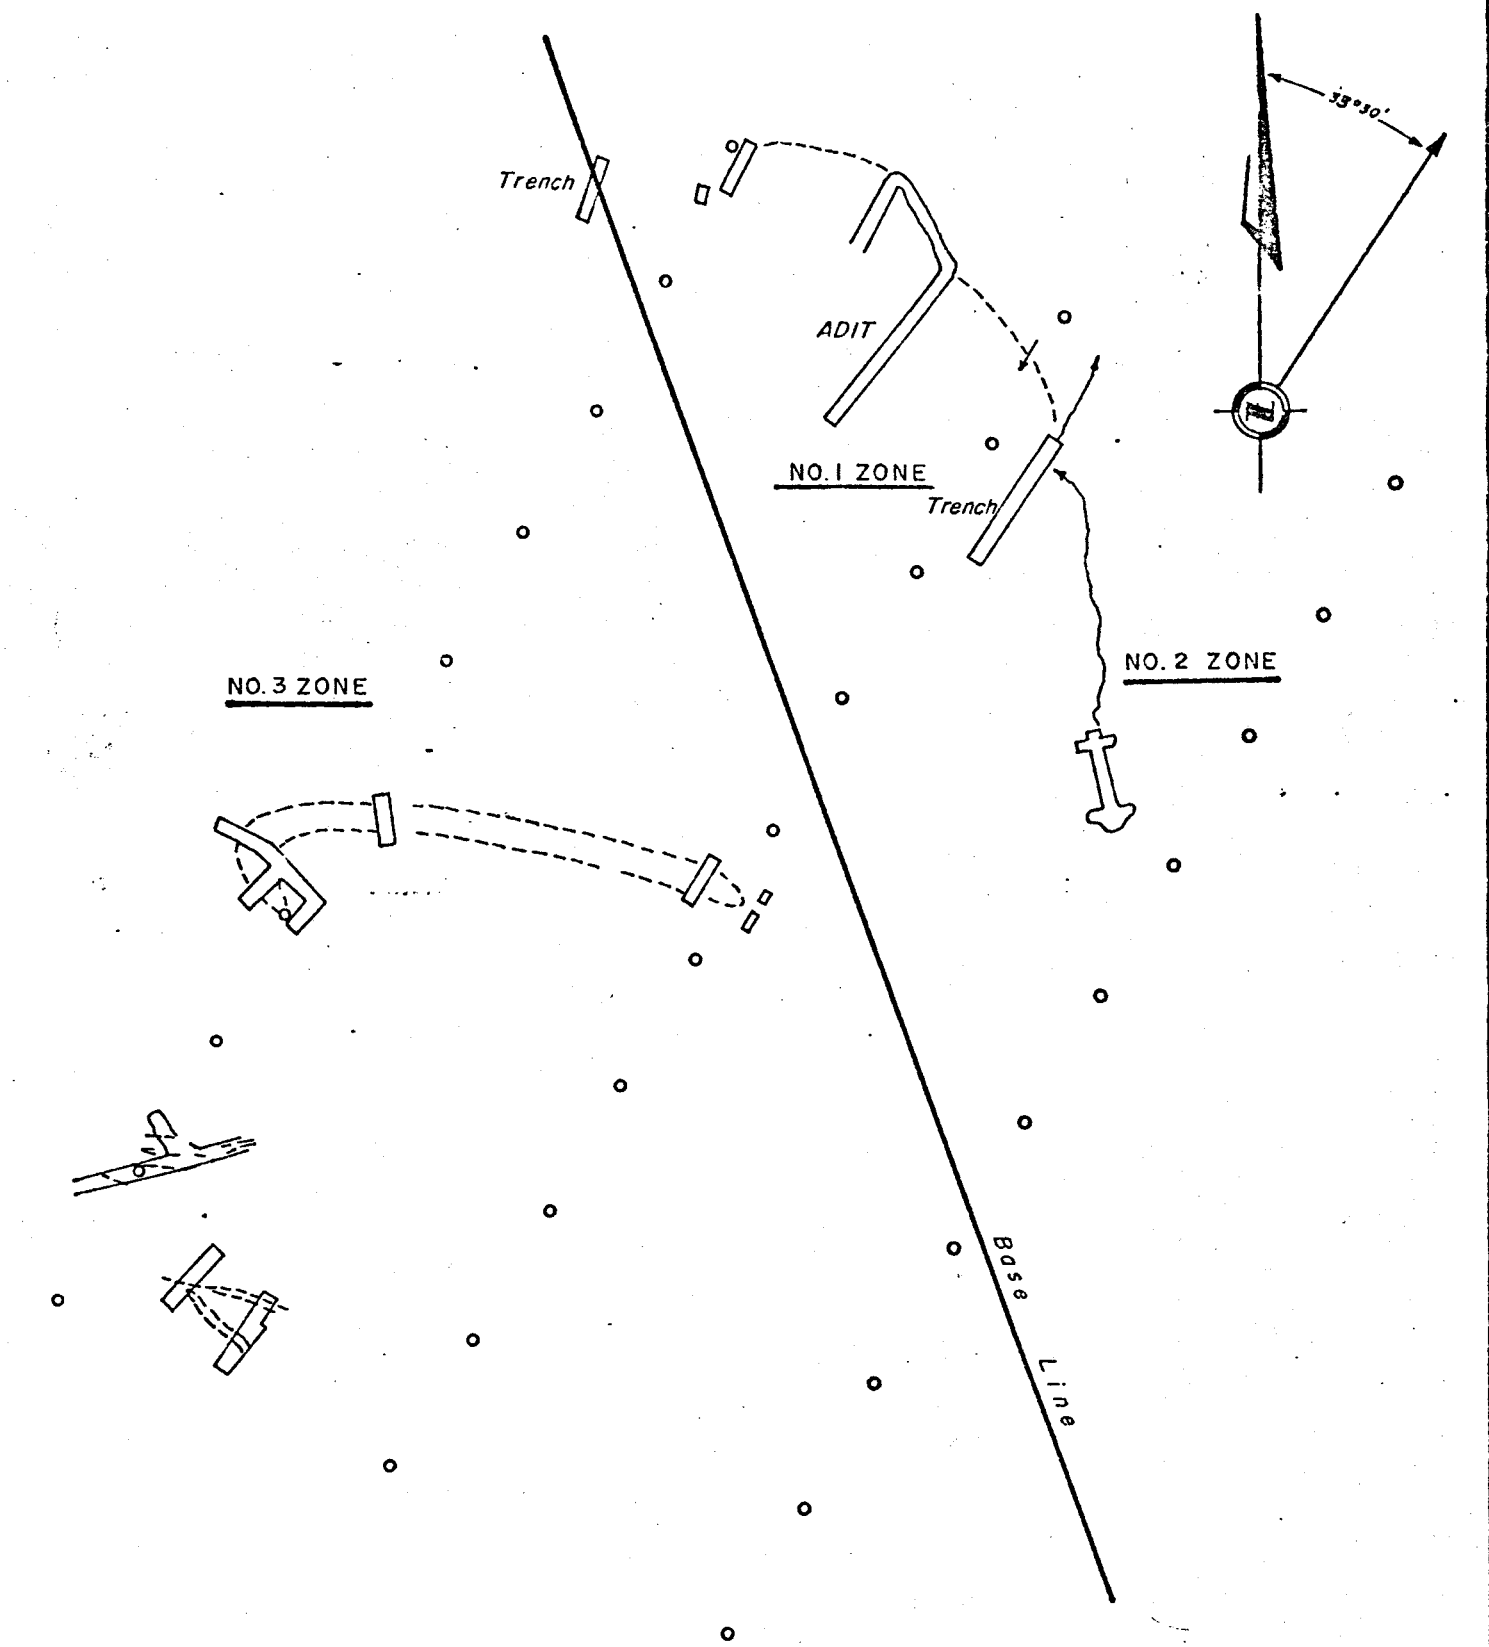 33°30'
Trench
ADIT
NO. 1 ZONE
Trench
NO. 2 ZONE
NO. 3 ZONE
Base Line